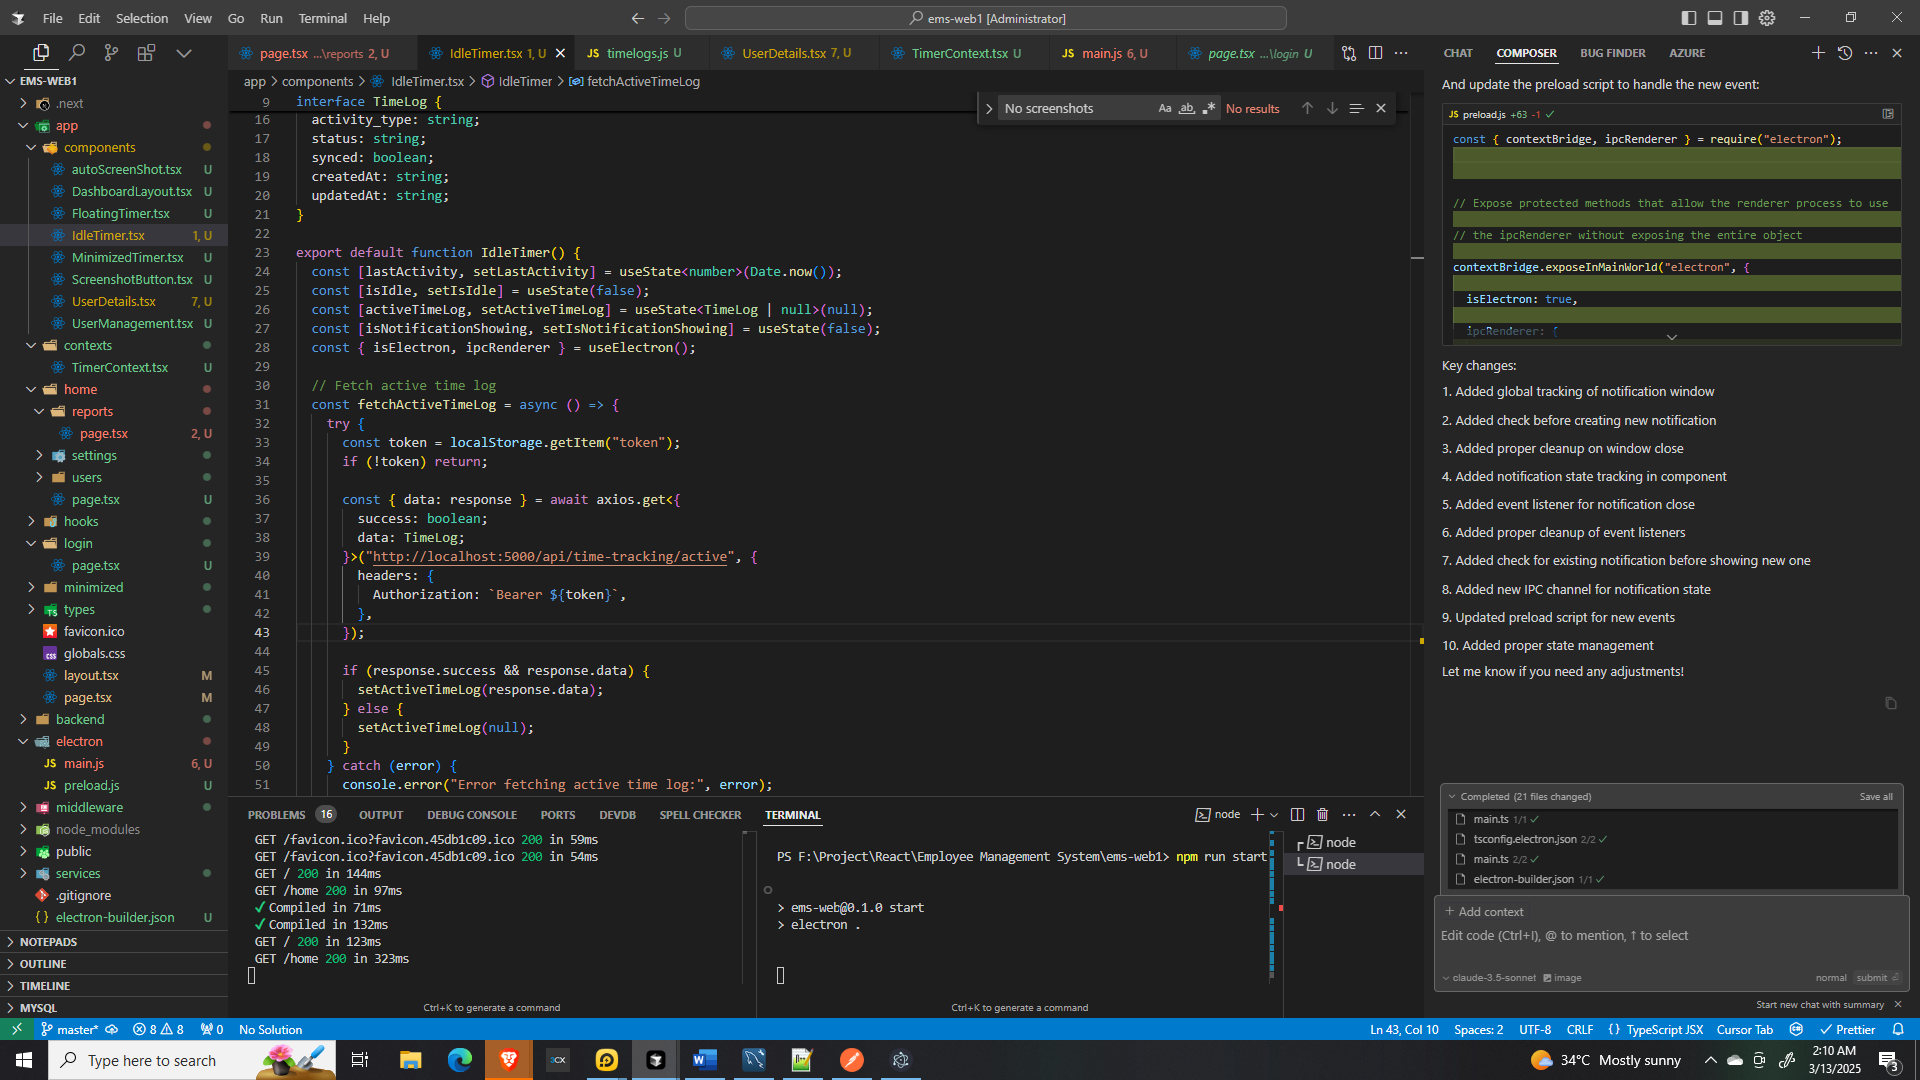 File Edit Selection View Go Run Terminal Help
ems-web1 [Administrator]
page.tsx ...\reports 2, U
IdleTimer.tsx 1, U
JS timelogs.js U
UserDetails.tsx 7, U
TimerContext.tsx U
JS main.js 6, U
page.tsx ...\login U
CHAT COMPOSER BUG FINDER AZURE
EMS-WEB1
.next
app
components
autoScreenShot.tsx U
DashboardLayout.tsx U
FloatingTimer.tsx U
IdleTimer.tsx 1, U
MinimizedTimer.tsx U
ScreenshotButton.tsx U
UserDetails.tsx 7, U
UserManagement.tsx U
contexts
TimerContext.tsx U
home
reports
page.tsx 2, U
settings
users
page.tsx U
hooks
login
page.tsx U
minimized
types
favicon.ico
globals.css
layout.tsx M
page.tsx M
backend
electron
JS main.js 6, U
JS preload.js U
middleware
node_modules
public
services
.gitignore
{ } electron-builder.json U
NOTEPADS
OUTLINE
TIMELINE
MYSQL
app > components > IdleTimer.tsx > IdleTimer > fetchActiveTimeLog
No screenshots Aa ab .* No results
9 interface TimeLog {
16 activity_type: string;
17 status: string;
18 synced: boolean;
19 createdAt: string;
20 updatedAt: string;
21 }
22
23 export default function IdleTimer() {
24 const [lastActivity, setLastActivity] = useState<number>(Date.now());
25 const [isIdle, setIsIdle] = useState(false);
26 const [activeTimeLog, setActiveTimeLog] = useState<TimeLog | null>(null);
27 const [isNotificationShowing, setIsNotificationShowing] = useState(false);
28 const { isElectron, ipcRenderer } = useElectron();
29
30 // Fetch active time log
31 const fetchActiveTimeLog = async () => {
32 try {
33 const token = localStorage.getItem("token");
34 if (!token) return;
35
36 const { data: response } = await axios.get<{
37 success: boolean;
38 data: TimeLog;
39 }>("http://localhost:5000/api/time-tracking/active", {
40 headers: {
41 Authorization: `Bearer ${token}`,
42 },
43 });
44
45 if (response.success && response.data) {
46 setActiveTimeLog(response.data);
47 } else {
48 setActiveTimeLog(null);
49 }
50 } catch (error) {
51 console.error("Error fetching active time log:", error);
PROBLEMS 16 OUTPUT DEBUG CONSOLE PORTS DEVDB SPELL CHECKER TERMINAL
node
GET /favicon.ico?favicon.45db1c09.ico 200 in 59ms
GET /favicon.ico?favicon.45db1c09.ico 200 in 54ms
GET / 200 in 144ms
GET /home 200 in 97ms
✓ Compiled in 71ms
✓ Compiled in 132ms
GET / 200 in 123ms
GET /home 200 in 323ms
Ctrl+K to generate a command
PS F:\Project\React\Employee Management System\ems-web1> npm run start
> ems-web@0.1.0 start
> electron .
Ctrl+K to generate a command
node
node
And update the preload script to handle the new event:
JS preload.js +63 -1 ✓
const { contextBridge, ipcRenderer } = require("electron");
// Expose protected methods that allow the renderer process to use
// the ipcRenderer without exposing the entire object
contextBridge.exposeInMainWorld("electron", {
isElectron: true,
ipcRenderer: {
Key changes:
1. Added global tracking of notification window
2. Added check before creating new notification
3. Added proper cleanup on window close
4. Added notification state tracking in component
5. Added event listener for notification close
6. Added proper cleanup of event listeners
7. Added check for existing notification before showing new one
8. Added new IPC channel for notification state
9. Updated preload script for new events
10. Added proper state management
Let me know if you need any adjustments!
Completed (21 files changed) Save all
main.ts 1/1 ✓
tsconfig.electron.json 2/2 ✓
main.ts 2/2 ✓
electron-builder.json 1/1 ✓
+ Add context
Edit code (Ctrl+I), @ to mention, ↑ to select
claude-3.5-sonnet image normal submit
Start new chat with summary
master* 8 8 0 No Solution
Ln 43, Col 10 Spaces: 2 UTF-8 CRLF { } TypeScript JSX Cursor Tab Prettier
Type here to search
34°C Mostly sunny
2:10 AM
3/13/2025
3